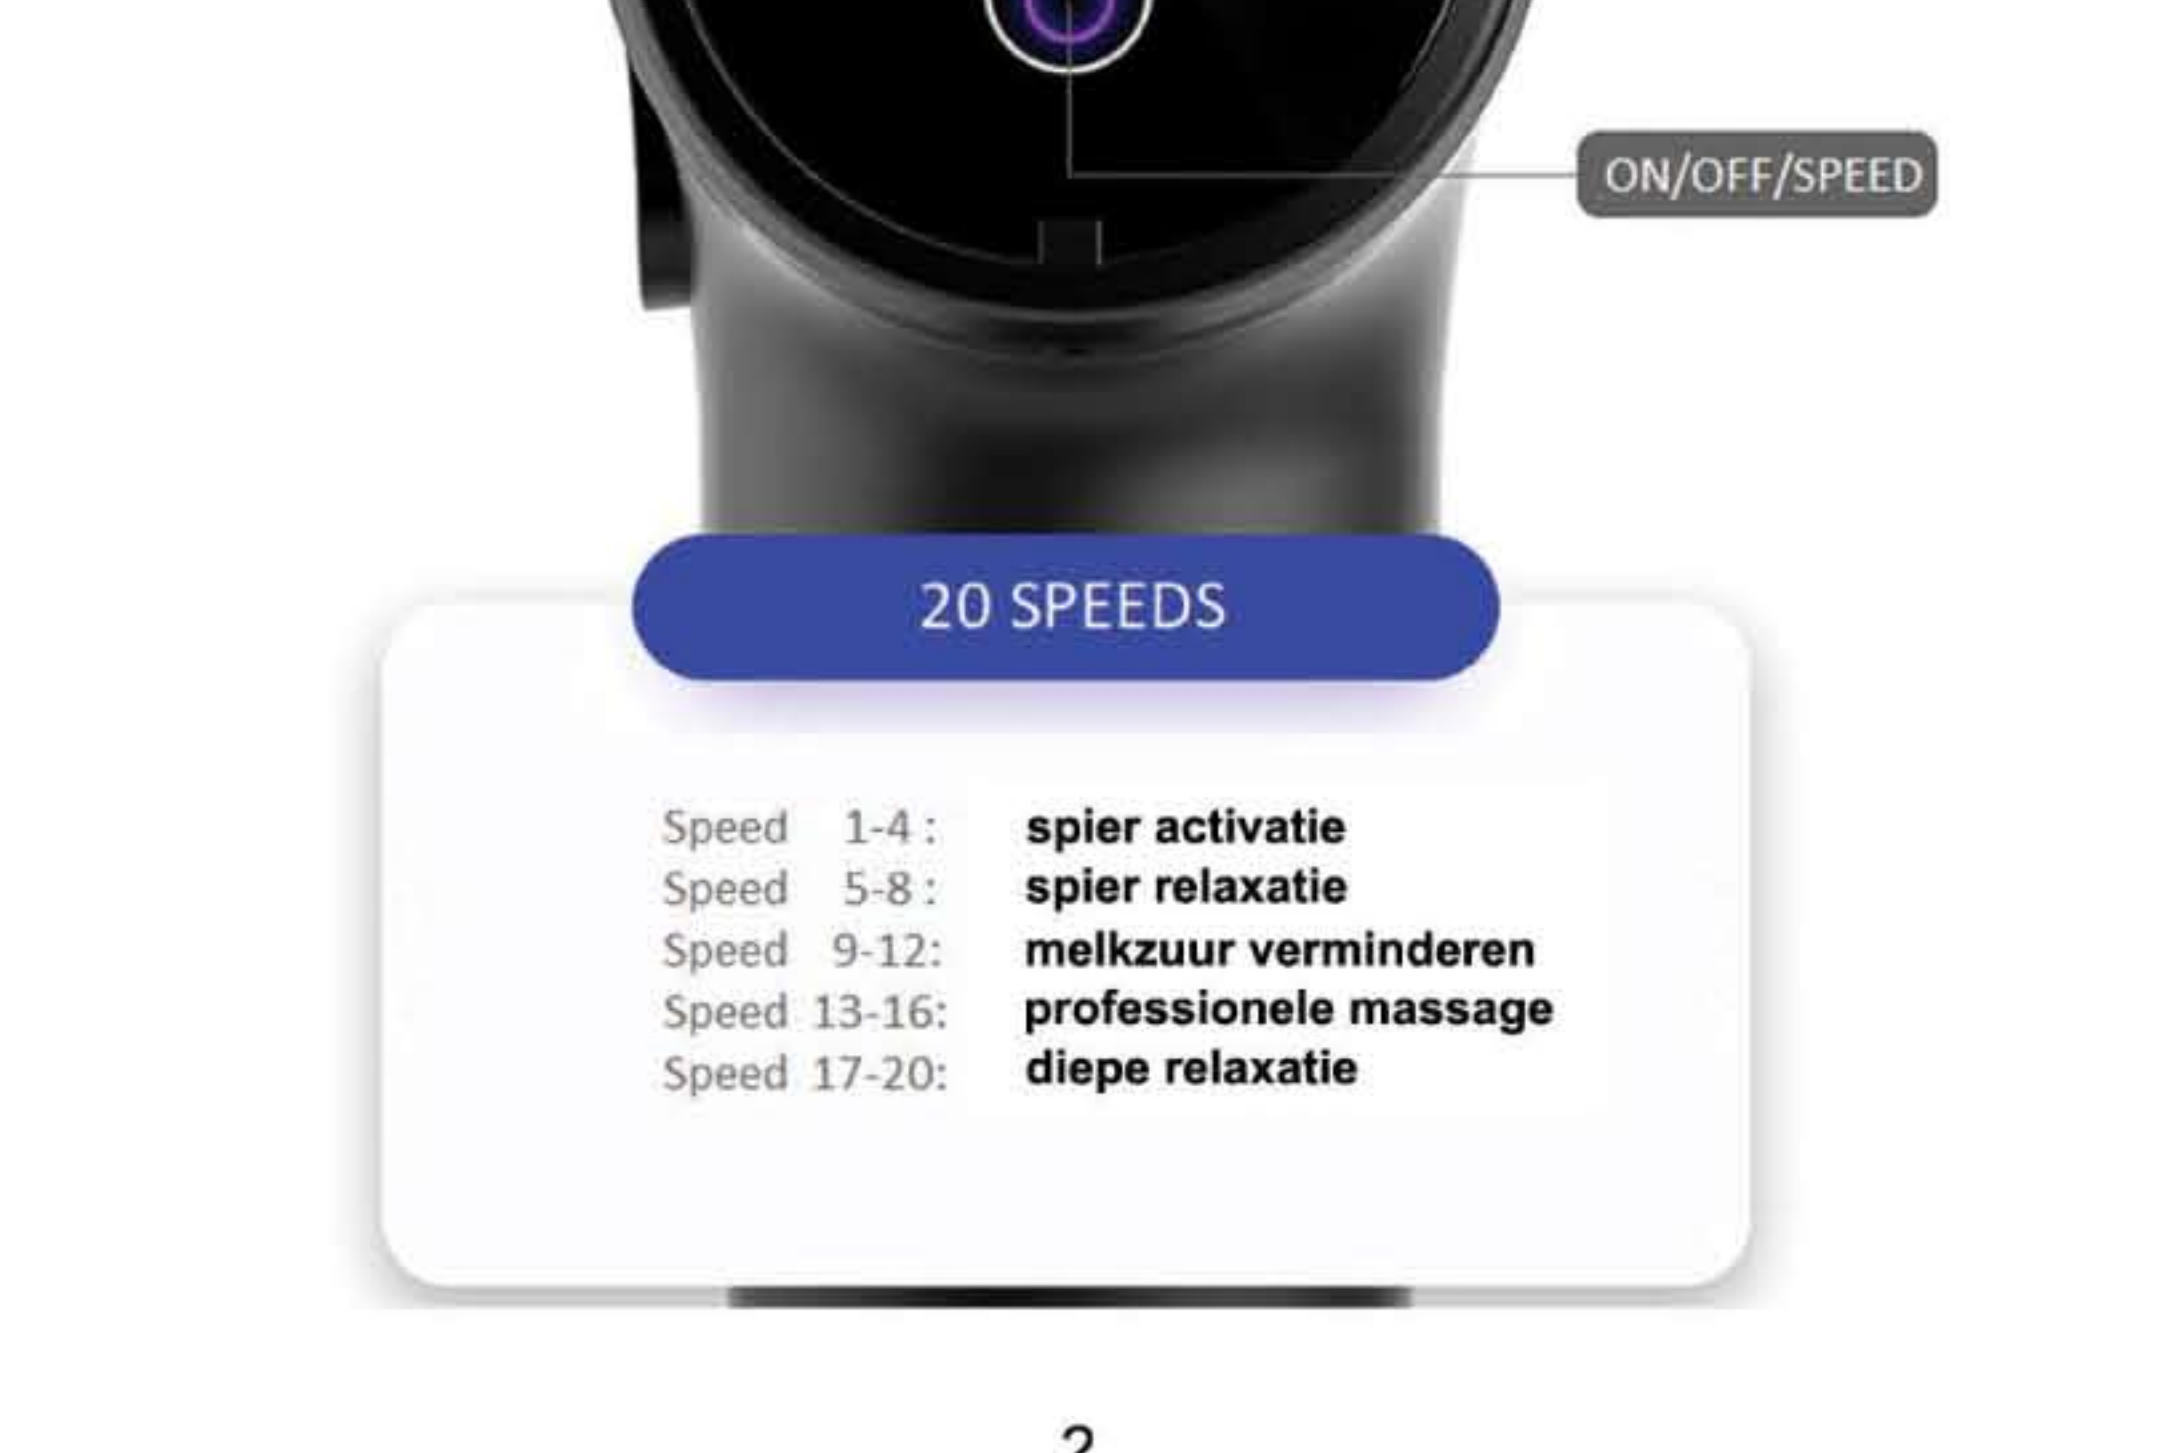 ON/OFF/SPEED
20 SPEEDS
Speed 1-4 : spier activatie
Speed 5-8 : spier relaxatie
Speed 9-12: melkzuur verminderen
Speed 13-16: professionele massage
Speed 17-20: diepe relaxatie
2